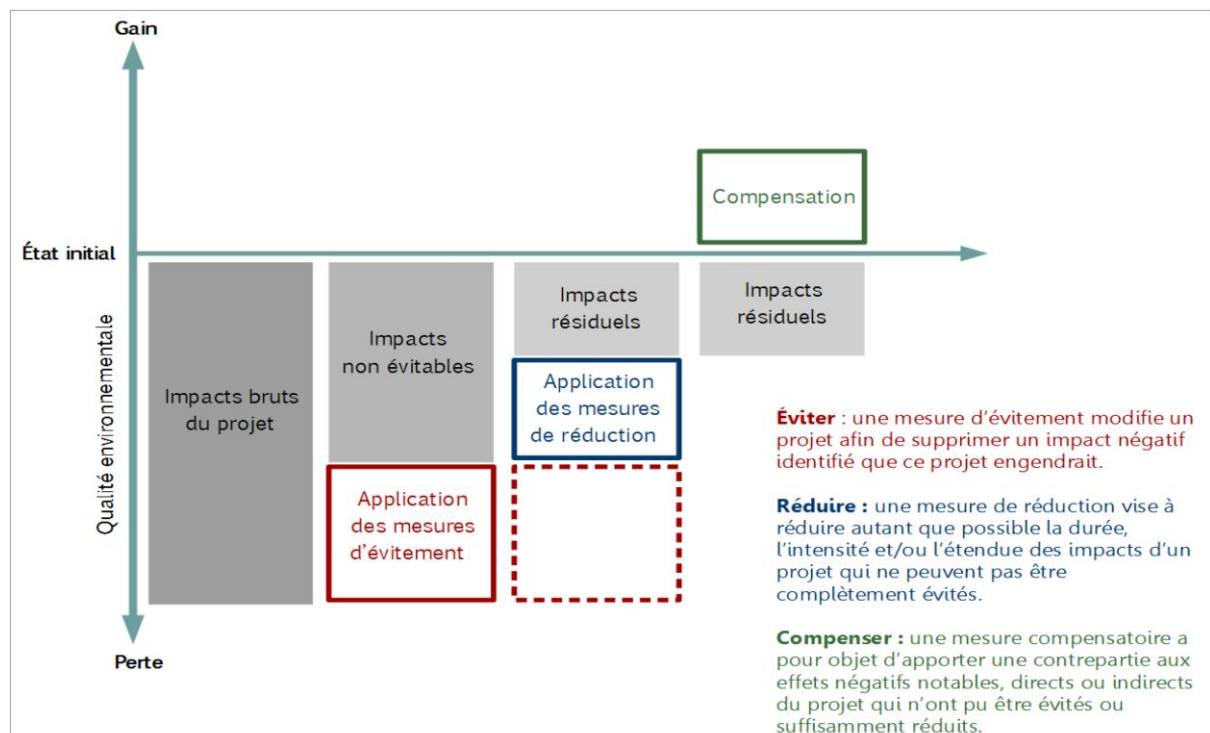 Gain
Compensation
État initial
Impacts bruts
du projet
Impacts
non évitables
Impacts
résiduels
Impacts
résiduels
Application
des mesures
d'évitement
Application
des mesures
de réduction
Qualité environnementale
Perte
Éviter : une mesure d'évitement modifie un
projet afin de supprimer un impact négatif
identifié que ce projet engendrait.
Réduire : une mesure de réduction vise à
réduire autant que possible la durée,
l'intensité et/ou l'étendue des impacts d'un
projet qui ne peuvent pas être
complètement évités.
Compenser : une mesure compensatoire a
pour objet d'apporter une contrepartie aux
effets négatifs notables, directs ou indirects
du projet qui n'ont pu être évités ou
suffisamment réduits.